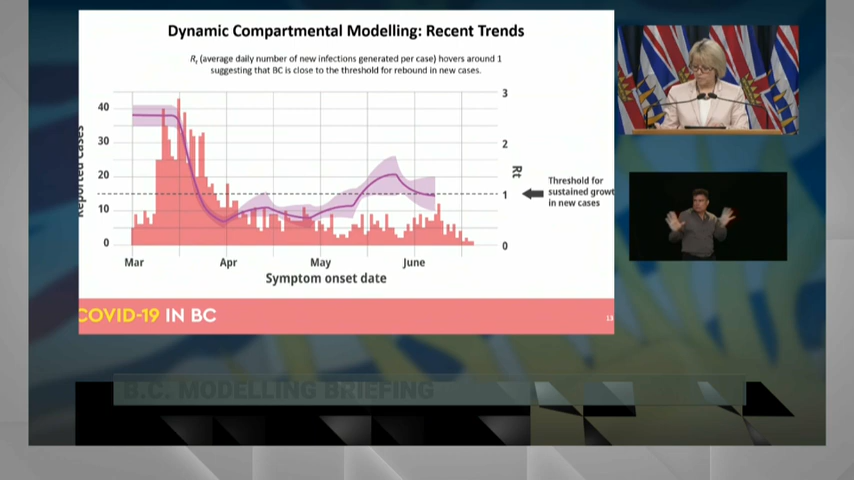 Dynamic Compartmental Modelling: Recent Trends
Rt (average daily number of new infections generated per case) hovers around 1
suggesting that BC is close to the threshold for rebound in new cases.
Reported cases
40
30
20
10
0
3
2
1
0
Rt
Threshold for
sustained growt
in new cases
Mar
Apr
May
June
Symptom onset date
COVID-19 IN BC
13
B.C. MODELLING BRIEFING